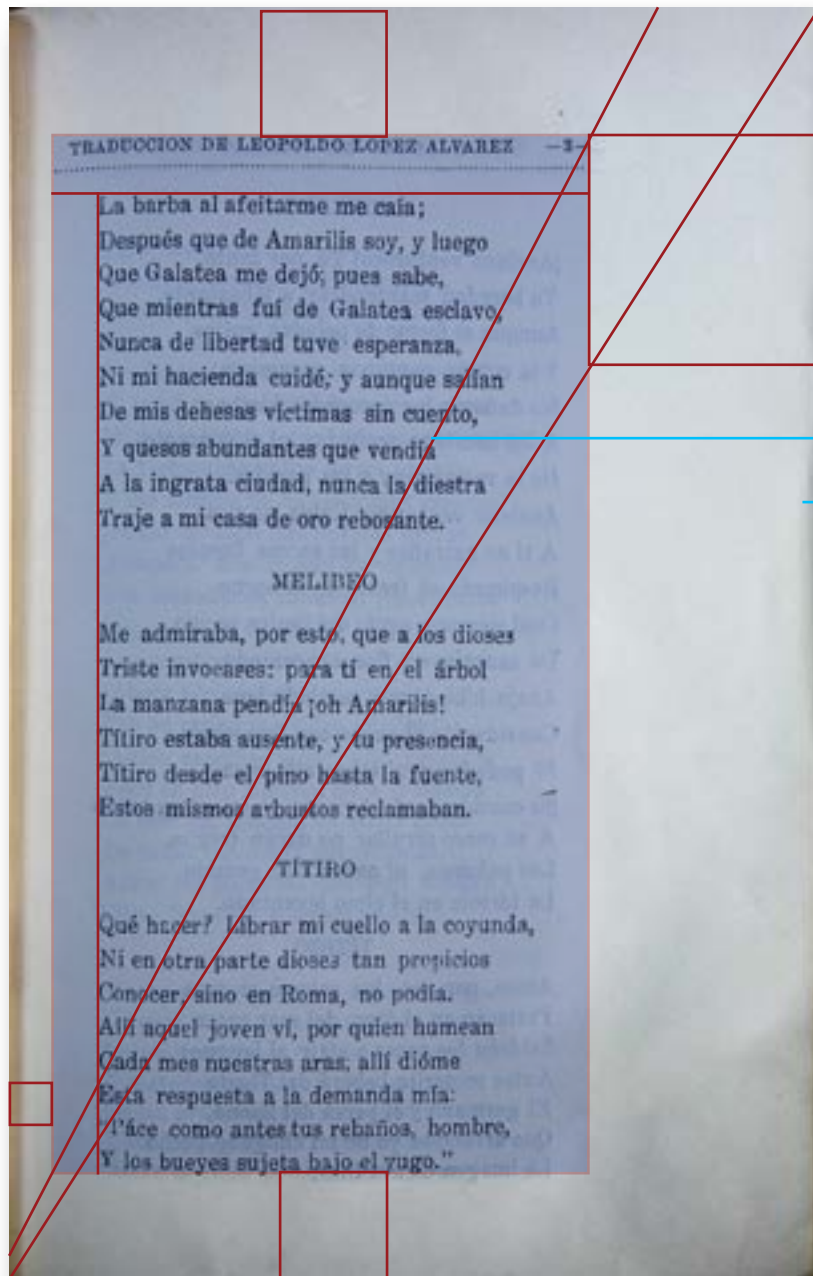 TRADUCCION DE LEOPOLDO LOPEZ ALVAREZ —3—
La barba al afeitarme me caía;
Después que de Amarilis soy, y luego
Que Galatea me dejó; pues sabe,
Que mientras fuí de Galatea esclavo,
Nunca de libertad tuve esperanza,
Ni mi hacienda cuidé; y aunque salían
De mis dehesas víctimas sin cuento,
Y quesos abundantes que vendía
A la ingrata ciudad, nunca la diestra
Traje a mi casa de oro rebosante.
MELIBEO
Me admiraba, por esto, que a los dioses
Triste invocases: para tí en el árbol
La manzana pendía ¡oh Amarilis!
Títiro estaba ausente, y tu presencia,
Títiro desde el pino hasta la fuente,
Estos mismos arbustos reclamaban.
TÍTIRO
Qué hacer? Librar mi cuello a la coyunda,
Ni en otra parte dioses tan propicios
Conocer, sino en Roma, no podía.
Allí aquel joven ví, por quien humean
Cada mes nuestras aras; allí dióme
Esta respuesta a la demanda mía:
"Páce como antes tus rebaños, hombre,
Y los bueyes sujeta bajo el yugo."